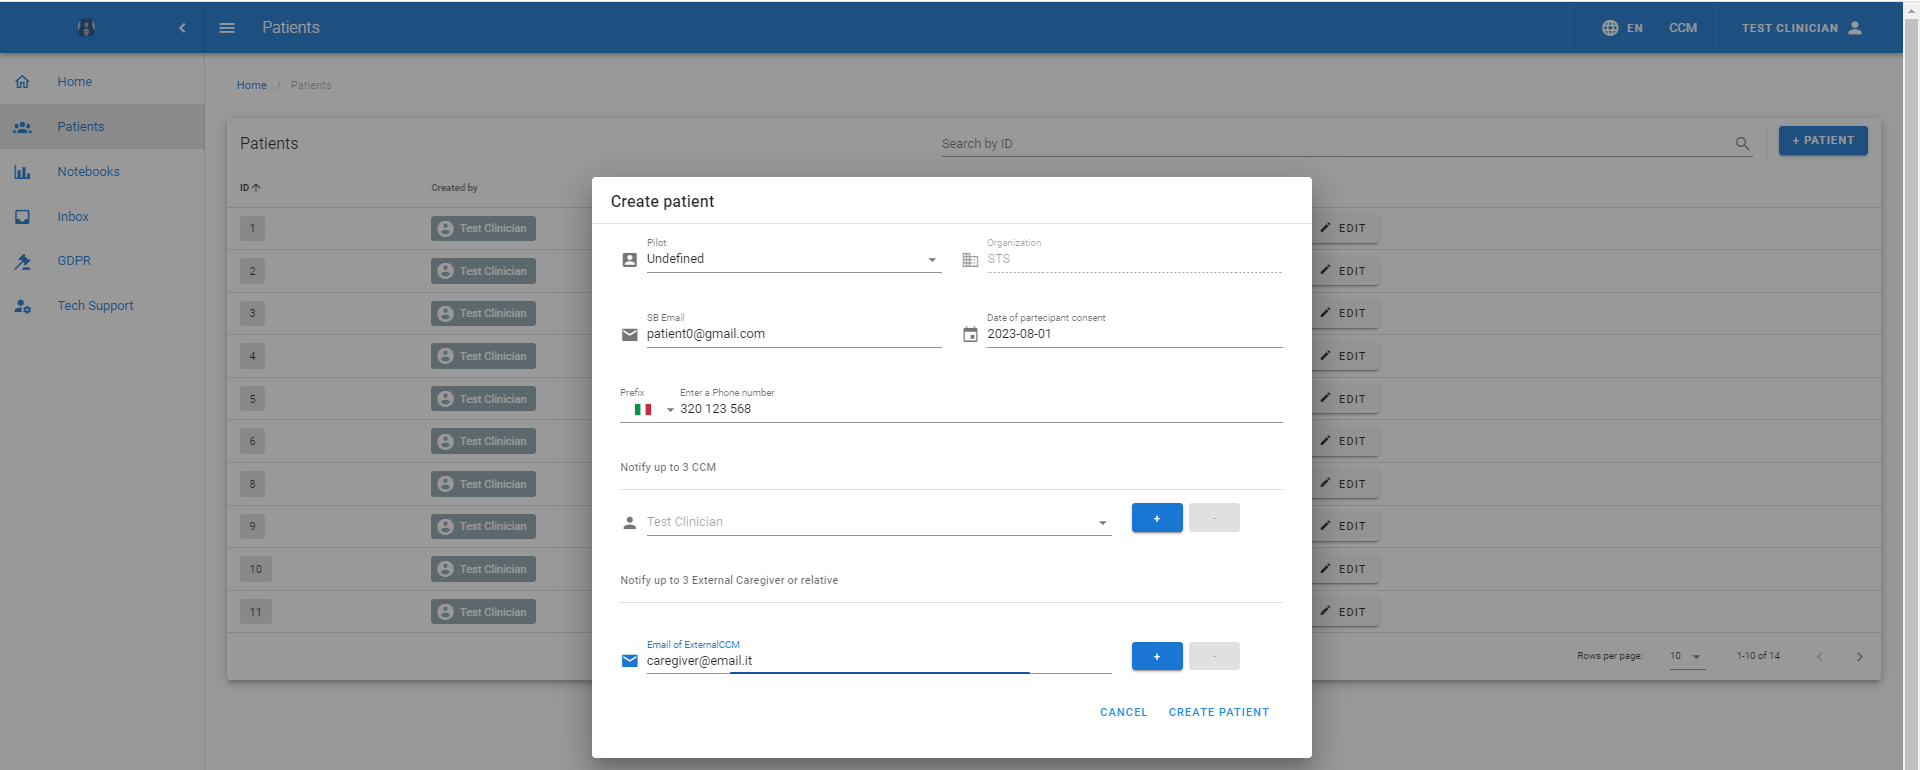 Patients
EN
CCM
TEST CLINICIAN
Home
Patients
Notebooks
Inbox
GDPR
Tech Support
Home / Patients
Patients
Search by ID
+ PATIENT
ID
Created by
1 Test Clinician EDIT
2 Test Clinician EDIT
3 Test Clinician EDIT
4 Test Clinician EDIT
5 Test Clinician EDIT
6 Test Clinician EDIT
8 Test Clinician EDIT
9 Test Clinician EDIT
10 Test Clinician EDIT
11 Test Clinician EDIT
Rows per page: 10 1-10 of 14
Create patient
Pilot
Undefined
Organization
STS
SB Email
patient0@gmail.com
Date of partecipant consent
2023-08-01
Prefix
Enter a Phone number
320 123 568
Notify up to 3 CCM
Test Clinician
+ -
Notify up to 3 External Caregiver or relative
Email of ExternalCCM
caregiver@email.it
+ -
CANCEL CREATE PATIENT